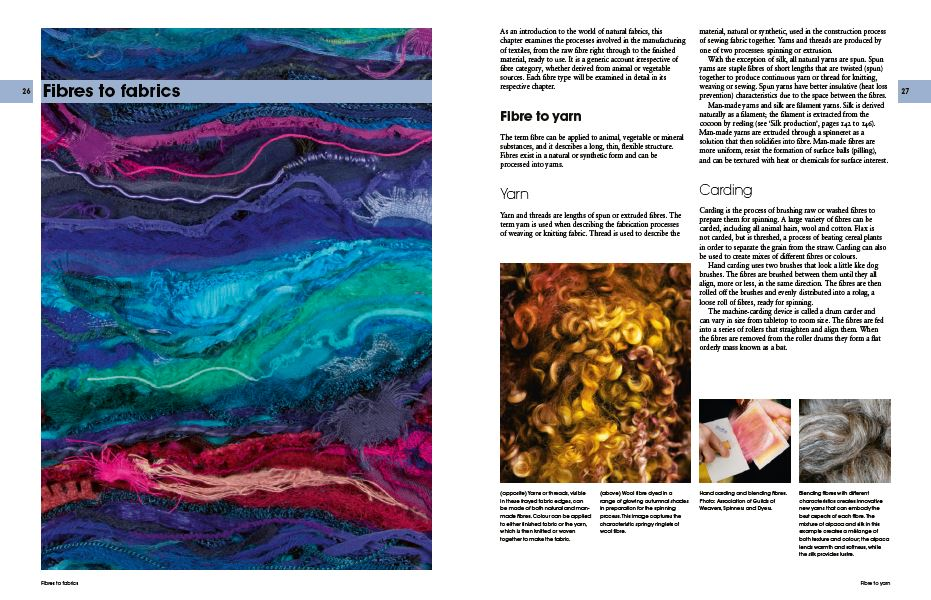 26
Fibres to fabrics
Fibres to fabrics
As an introduction to the world of natural fabrics, this
chapter examines the processes involved in the manufacturing
of textiles, from the raw fibre right through to the finished
material, ready to use. It is a generic account irrespective of
fibre category, whether derived from animal or vegetable
sources. Each fibre type will be examined in detail in its
respective chapter.
Fibre to yarn
The term fibre can be applied to animal, vegetable or mineral
substances, and it describes a long, thin, flexible structure.
Fibres exist in a natural or synthetic form and can be
processed into yarns.
Yarn
Yarn and threads are lengths of spun or extruded fibres. The
term yarn is used when describing the fabrication processes
of weaving or knitting fabric. Thread is used to describe the
material, natural or synthetic, used in the construction process
of sewing fabric together. Yarns and threads are produced by
one of two processes: spinning or extrusion.
With the exception of silk, all natural yarns are spun. Spun
yarns use staple fibres of short lengths that are twisted (spun)
together to produce continuous yarn or thread for knitting,
weaving or sewing. Spun yarns have better insulative (heat loss
prevention) characteristics due to the space between the fibres.
Man-made yarns and silk are filament yarns. Silk is derived
naturally as a filament; the filament is extracted from the
cocoon by reeling (see 'Silk production', pages 142 to 146).
Man-made yarns are extruded through a spinneret as a
solution that then solidifies into fibre. Man-made fibres are
more uniform, resist the formation of surface balls (pilling),
and can be textured with heat or chemicals for surface interest.
Carding
Carding is the process of brushing raw or washed fibres to
prepare them for spinning. A large variety of fibres can be
carded, including all animal hairs, wool and cotton. Flax is
not carded, but is threshed, a process of beating cereal plants
in order to separate the grain from the straw. Carding can also
be used to create mixes of different fibres or colours.
Hand carding uses two brushes that look a little like dog
brushes. The fibres are brushed between them until they all
align, more or less, in the same direction. The fibres are then
rolled off the brushes and evenly distributed into a rolag, a
loose roll of fibres, ready for spinning.
The machine-carding device is called a drum carder and
can vary in size from tabletop to room size. The fibres are fed
into a series of rollers that straighten and align them. When
the fibres are removed from the roller drums they form a flat
orderly mass known as a bat.
27
(opposite) Yarns or threads, visible
in these frayed fabric edges, can
be made of both natural and man-
made fibres. Colour can be applied
to either finished fabric or the yarn,
which is then knitted or woven
together to make the fabric.
(above) Wool fibre dyed in a
range of glowing autumnal shades
in preparation for the spinning
process. This image captures the
characteristic springy ringlets of
wool fibre.
Hand carding and blending fibres.
Photo: Association of Guilds of
Weavers, Spinners and Dyers.
Blending fibres with different
characteristics creates innovative
new yarns that can embody the
best aspects of each fibre. The
mixture of alpaca and silk in this
example creates a mélange of
both texture and colour; the alpaca
lends warmth and softness, while
the silk provides lustre.
Fibre to yarn